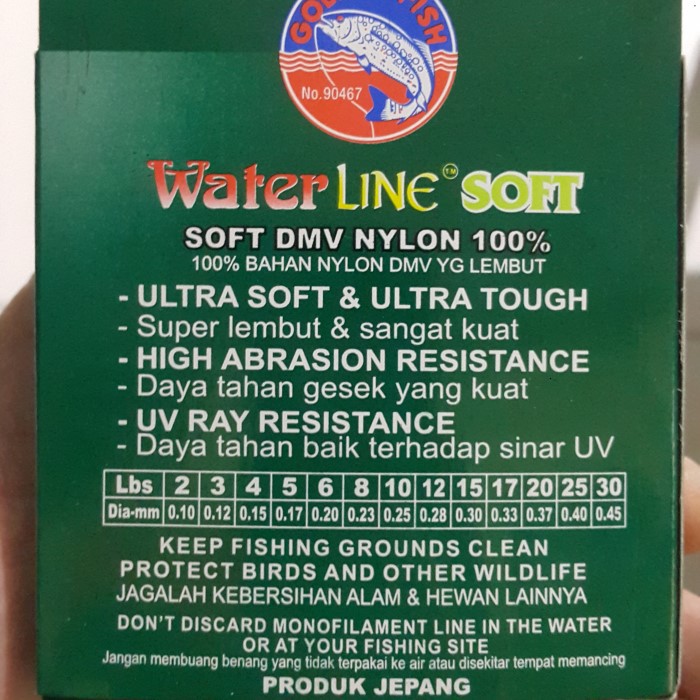 FISH
No.90467
Water LINE™ SOFT
SOFT DMV NYLON 100%
100% BAHAN NYLON DMV YG LEMBUT
- ULTRA SOFT & ULTRA TOUGH
- Super lembut & sangat kuat
- HIGH ABRASION RESISTANCE
- Daya tahan gesek yang kuat
- UV RAY RESISTANCE
- Daya tahan baik terhadap sinar UV
Lbs 2 3 4 5 6 8 10 12 15 17 20 25 30
Dia-mm 0.10 0.12 0.15 0.17 0.20 0.23 0.25 0.28 0.30 0.33 0.37 0.40 0.45
KEEP FISHING GROUNDS CLEAN
PROTECT BIRDS AND OTHER WILDLIFE
JAGALAH KEBERSIHAN ALAM & HEWAN LAINNYA
DON'T DISCARD MONOFILAMENT LINE IN THE WATER
OR AT YOUR FISHING SITE
Jangan membuang benang yang tidak terpakai ke air atau disekitar tempat memancing
PRODUK JEPANG